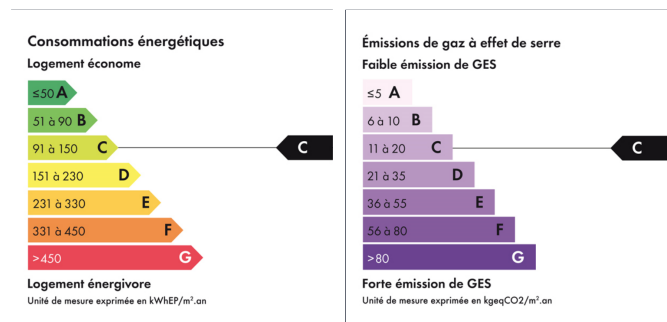 Consommations énergétiques
Logement économe
≤50 A
51 à 90 B
91 à 150 C
C
151 à 230 D
231 à 330 E
331 à 450 F
>450 G
Logement énergivore
Unité de mesure exprimée en kWhEP/m².an
Émissions de gaz à effet de serre
Faible émission de GES
≤5 A
6 à 10 B
11 à 20 C
C
21 à 35 D
36 à 55 E
56 à 80 F
>80 G
Forte émission de GES
Unité de mesure exprimée en kgeqCO2/m².an